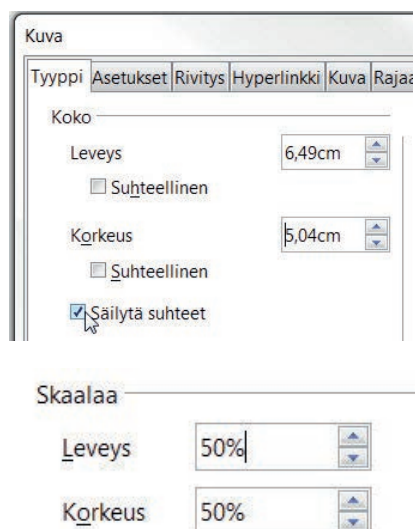 Kuva
Tyyppi Asetukset Rivitys Hyperlinkki Kuva Rajaa
Koko
Leveys 6,49cm
Suhteellinen
Korkeus 5,04cm
Suhteellinen
Säilytä suhteet
Skaalaa
Leveys 50%
Korkeus 50%